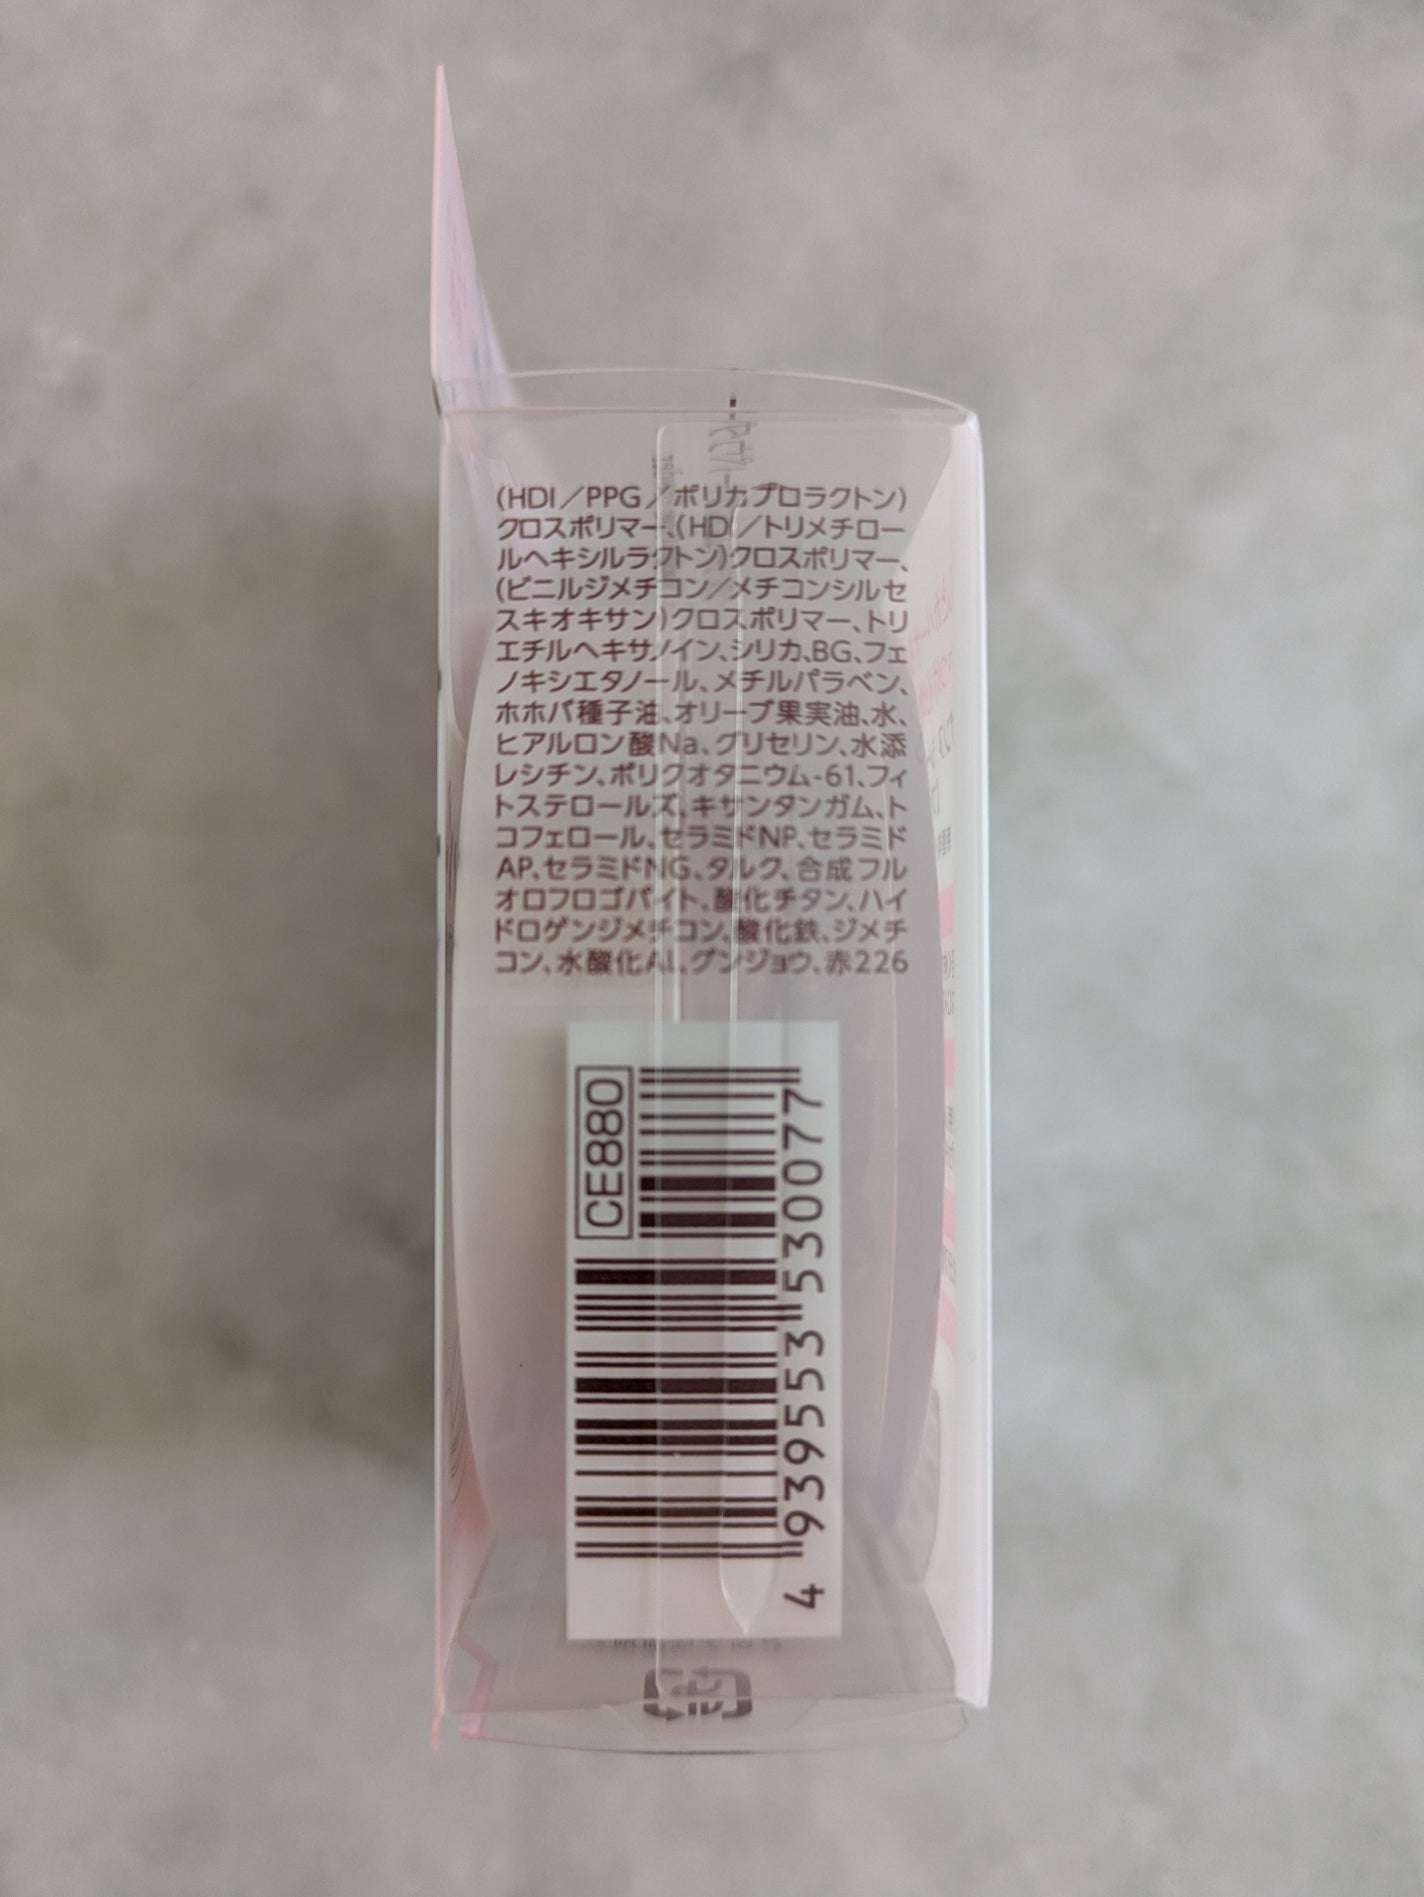 (HDI／PPG／ポリカプロラクトン)
クロスポリマー、(HDI／トリメチロー
ルヘキシルラクトン)クロスポリマー、
(ビニルジメチコン／メチコンシルセ
スキオキサン)クロスポリマー、トリ
エチルヘキサノイン、シリカ、BG、フェ
ノキシエタノール、メチルパラベン、
ホホバ種子油、オリーブ果実油、水、
ヒアルロン酸Na、グリセリン、水添
レシチン、ポリクオタニウム-61、フィ
トステロールズ、キサンタンガム、ト
コフェロール、セラミドNP、セラミド
AP、セラミドNG、タルク、合成フル
オロフロゴパイト、酸化チタン、ハイ
ドロゲンジメチコン、酸化鉄、ジメチ
コン、水酸化Al、グンジョウ、赤226
CE880
4 939553 530077